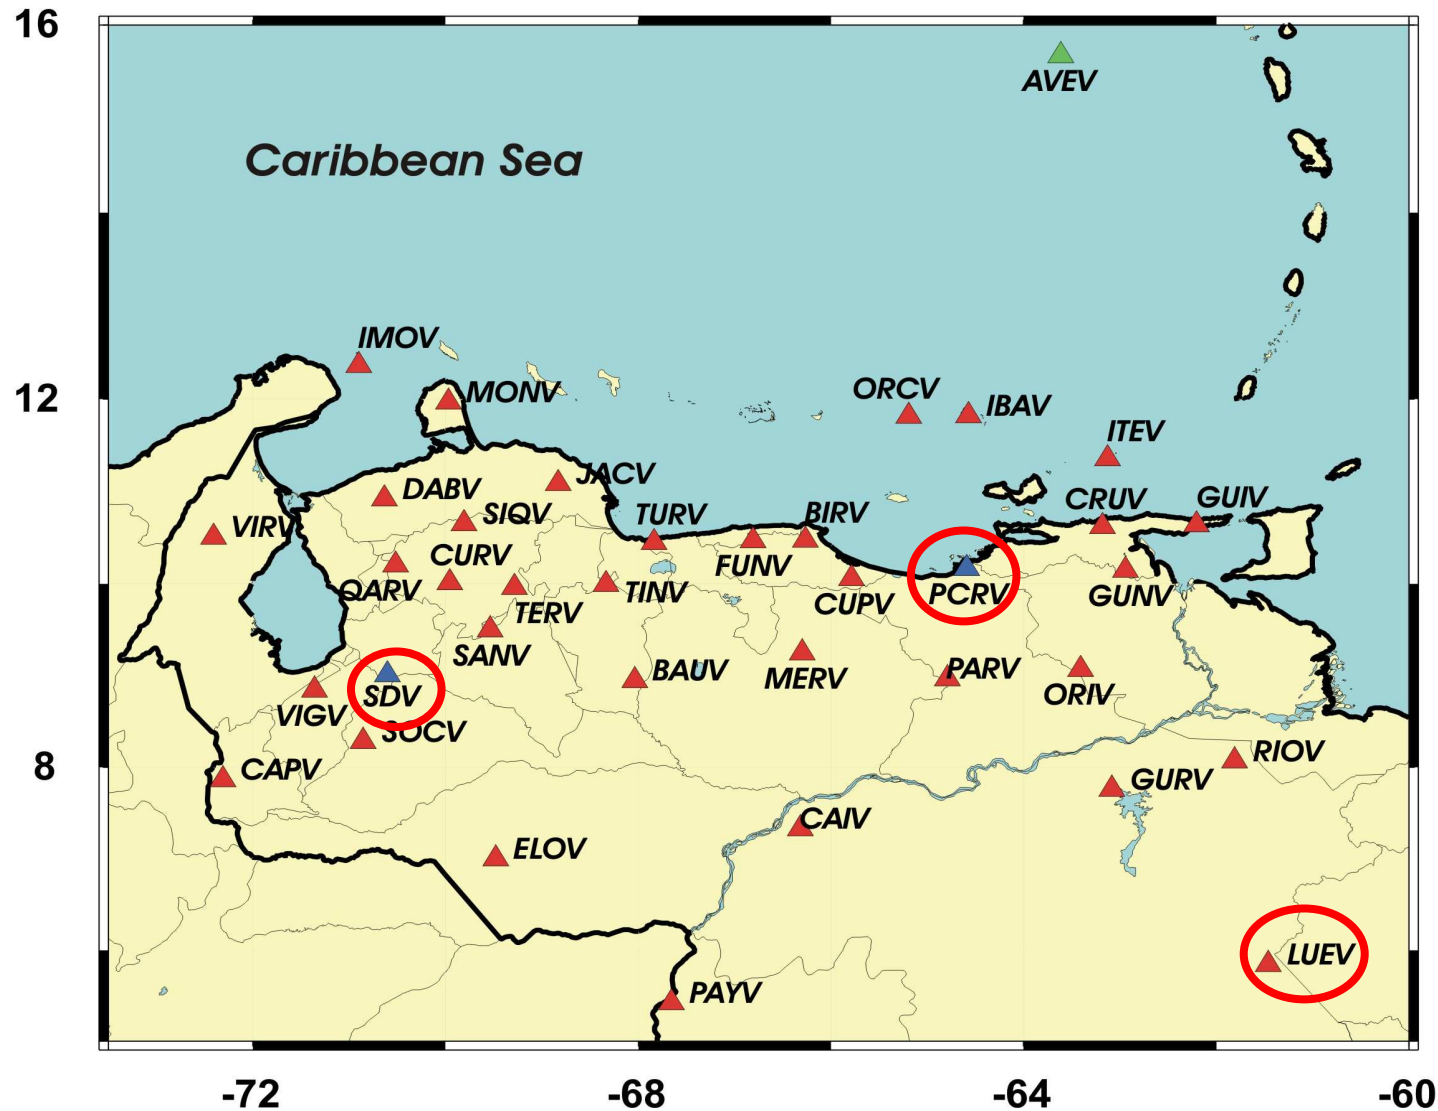 16
AVEV
Caribbean Sea
IMOV
12
MONV
ORCV
IBAV
ITEV
JACV
DABV
CRUV
GUIV
VIRV
SIQV
TURV
BIRV
CURV
FUNV
QARV
TERV
TINV
CUPV
PCRV
GUNV
SANV
BAUV
MERV
PARV
ORIV
VIGV
SDV
SOCV
8
CAPV
RIOV
GURV
CAIV
ELOV
LUEV
PAYV
-72
-68
-64
-60